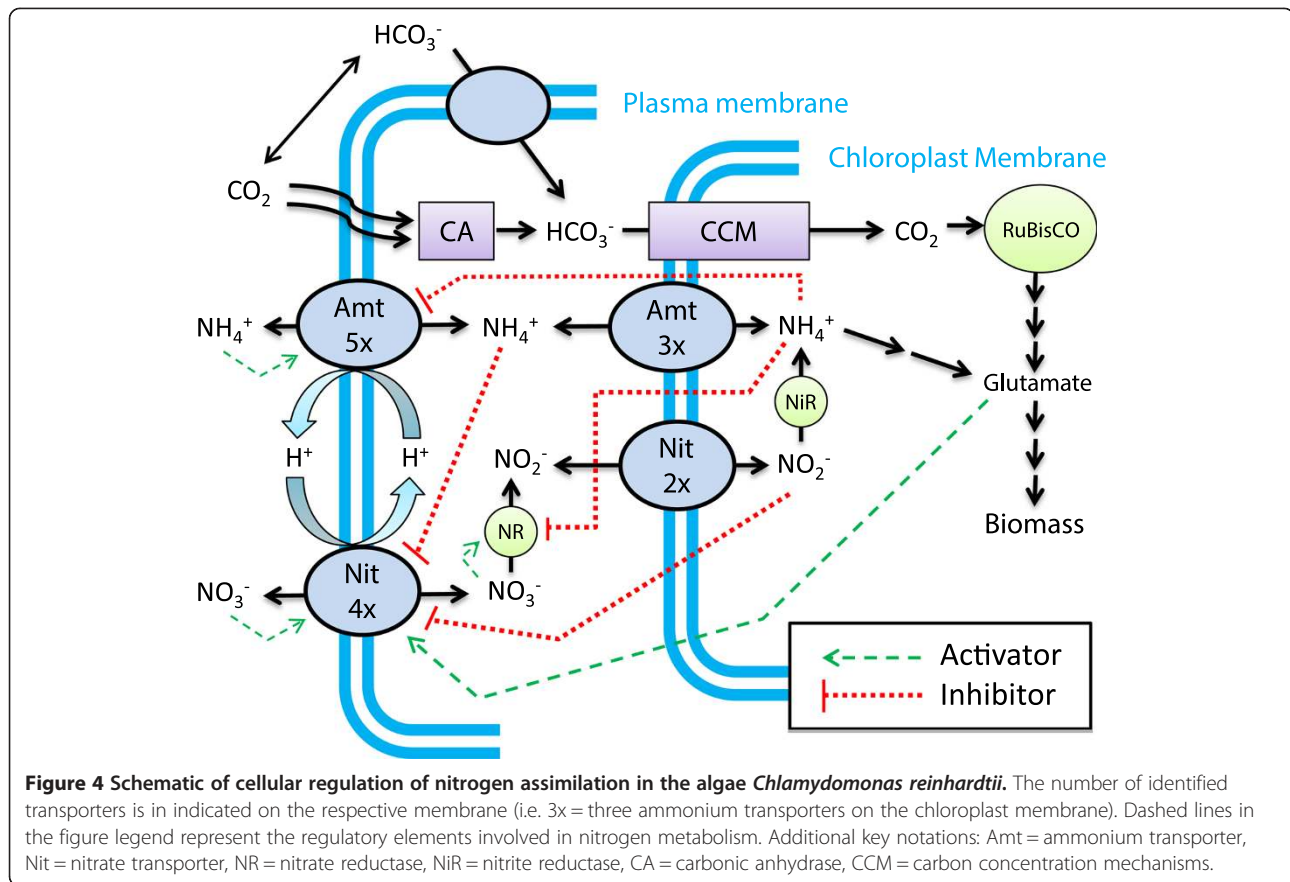 HCO₃⁻
Plasma membrane
Chloroplast Membrane
CO₂
CA
HCO₃⁻
CCM
CO₂
RuBisCO
NH₄⁺
Amt
5x
NH₄⁺
Amt
3x
NH₄⁺
Glutamate
NiR
H⁺
H⁺
NO₂⁻
Nit
2x
NO₂⁻
Biomass
NR
NO₃⁻
Nit
4x
NO₃⁻
Activator
Inhibitor
Figure 4 Schematic of cellular regulation of nitrogen assimilation in the algae Chlamydomonas reinhardtii. The number of identified
transporters is in indicated on the respective membrane (i.e. 3x = three ammonium transporters on the chloroplast membrane). Dashed lines in
the figure legend represent the regulatory elements involved in nitrogen metabolism. Additional key notations: Amt = ammonium transporter,
Nit = nitrate transporter, NR = nitrate reductase, NiR = nitrite reductase, CA = carbonic anhydrase, CCM = carbon concentration mechanisms.